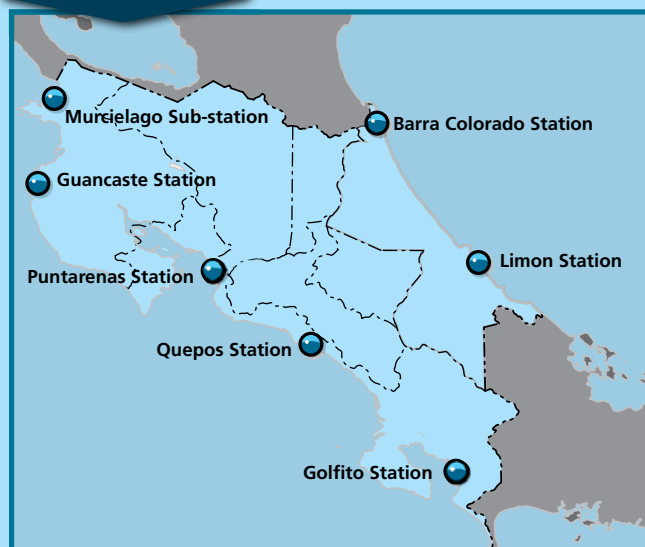 Murcielago Sub-station
Barra Colorado Station
Guancaste Station
Limon Station
Puntarenas Station
Quepos Station
Golfito Station